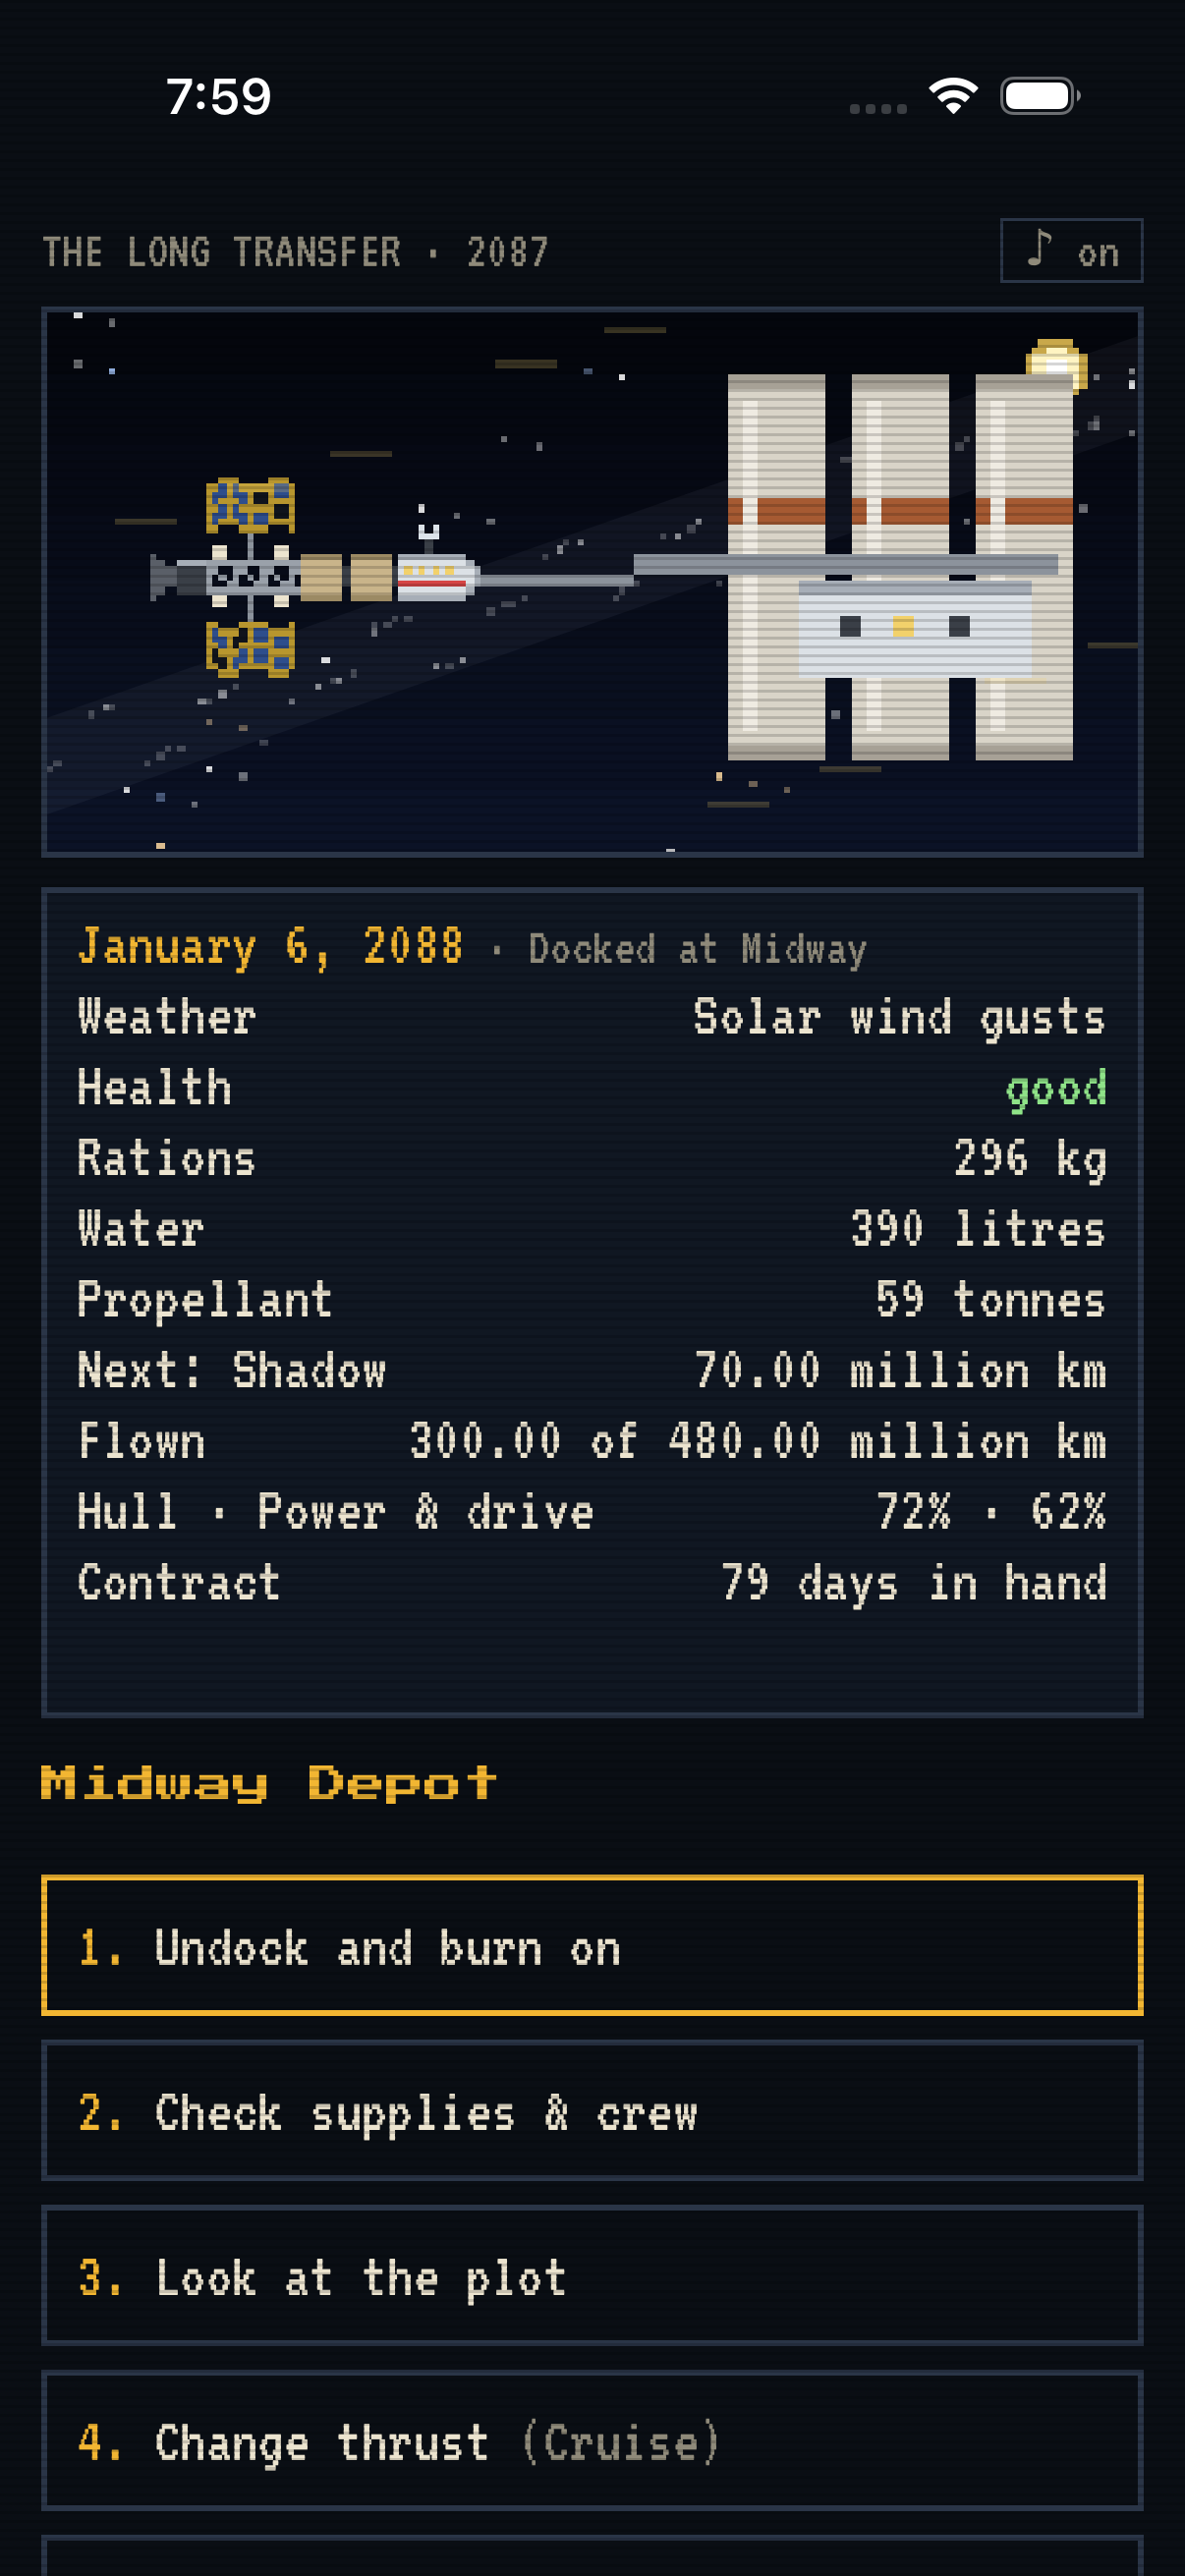 7:59
THE LONG TRANSFER · 2087
♪ on
January 6, 2088 · Docked at Midway
Weather Solar wind gusts
Health good
Rations 296 kg
Water 390 litres
Propellant 59 tonnes
Next: Shadow 70.00 million km
Flown 300.00 of 480.00 million km
Hull · Power & drive 72% · 62%
Contract 79 days in hand
Midway Depot
1. Undock and burn on
2. Check supplies & crew
3. Look at the plot
4. Change thrust (Cruise)